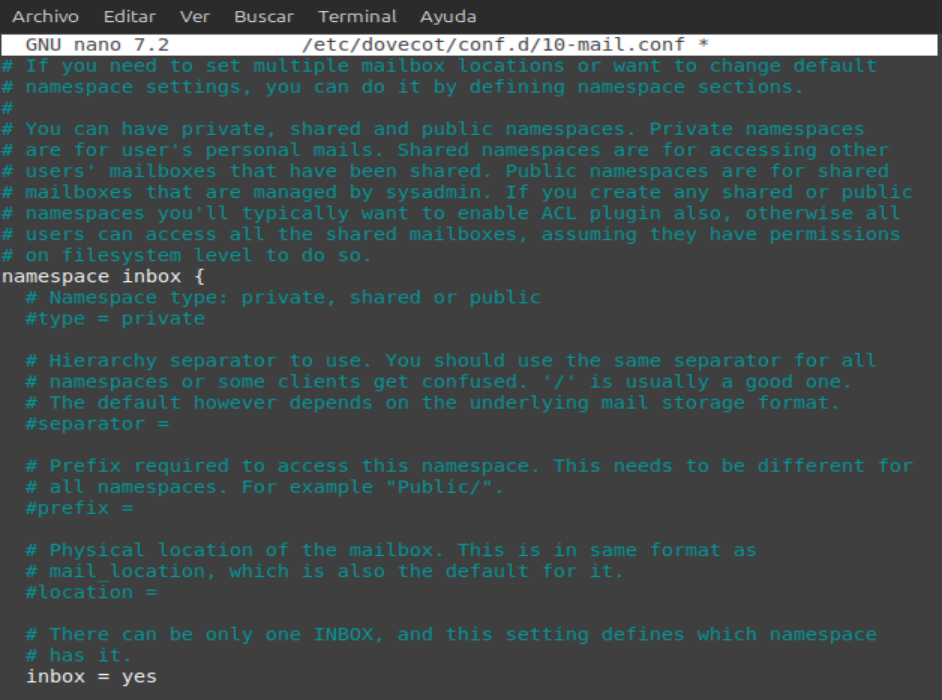 Archivo Editar Ver Buscar Terminal Ayuda
GNU nano 7.2 /etc/dovecot/conf.d/10-mail.conf *
# If you need to set multiple mailbox locations or want to change default
# namespace settings, you can do it by defining namespace sections.
#
# You can have private, shared and public namespaces. Private namespaces
# are for user's personal mails. Shared namespaces are for accessing other
# users' mailboxes that have been shared. Public namespaces are for shared
# mailboxes that are managed by sysadmin. If you create any shared or public
# namespaces you'll typically want to enable ACL plugin also, otherwise all
# users can access all the shared mailboxes, assuming they have permissions
# on filesystem level to do so.
namespace inbox {
  # Namespace type: private, shared or public
  #type = private

  # Hierarchy separator to use. You should use the same separator for all
  # namespaces or some clients get confused. '/' is usually a good one.
  # The default however depends on the underlying mail storage format.
  #separator =

  # Prefix required to access this namespace. This needs to be different for
  # all namespaces. For example "Public/".
  #prefix =

  # Physical location of the mailbox. This is in same format as
  # mail_location, which is also the default for it.
  #location =

  # There can be only one INBOX, and this setting defines which namespace
  # has it.
  inbox = yes